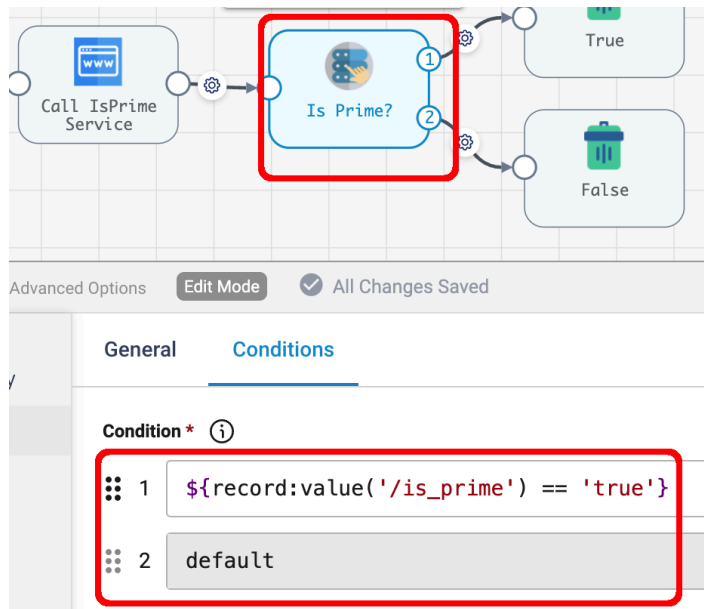 www
Call IsPrime
Service
Is Prime?
1
2
True
False
Advanced Options
Edit Mode
All Changes Saved
y
General
Conditions
Condition *
1
${record:value('/is_prime') == 'true'}
2
default